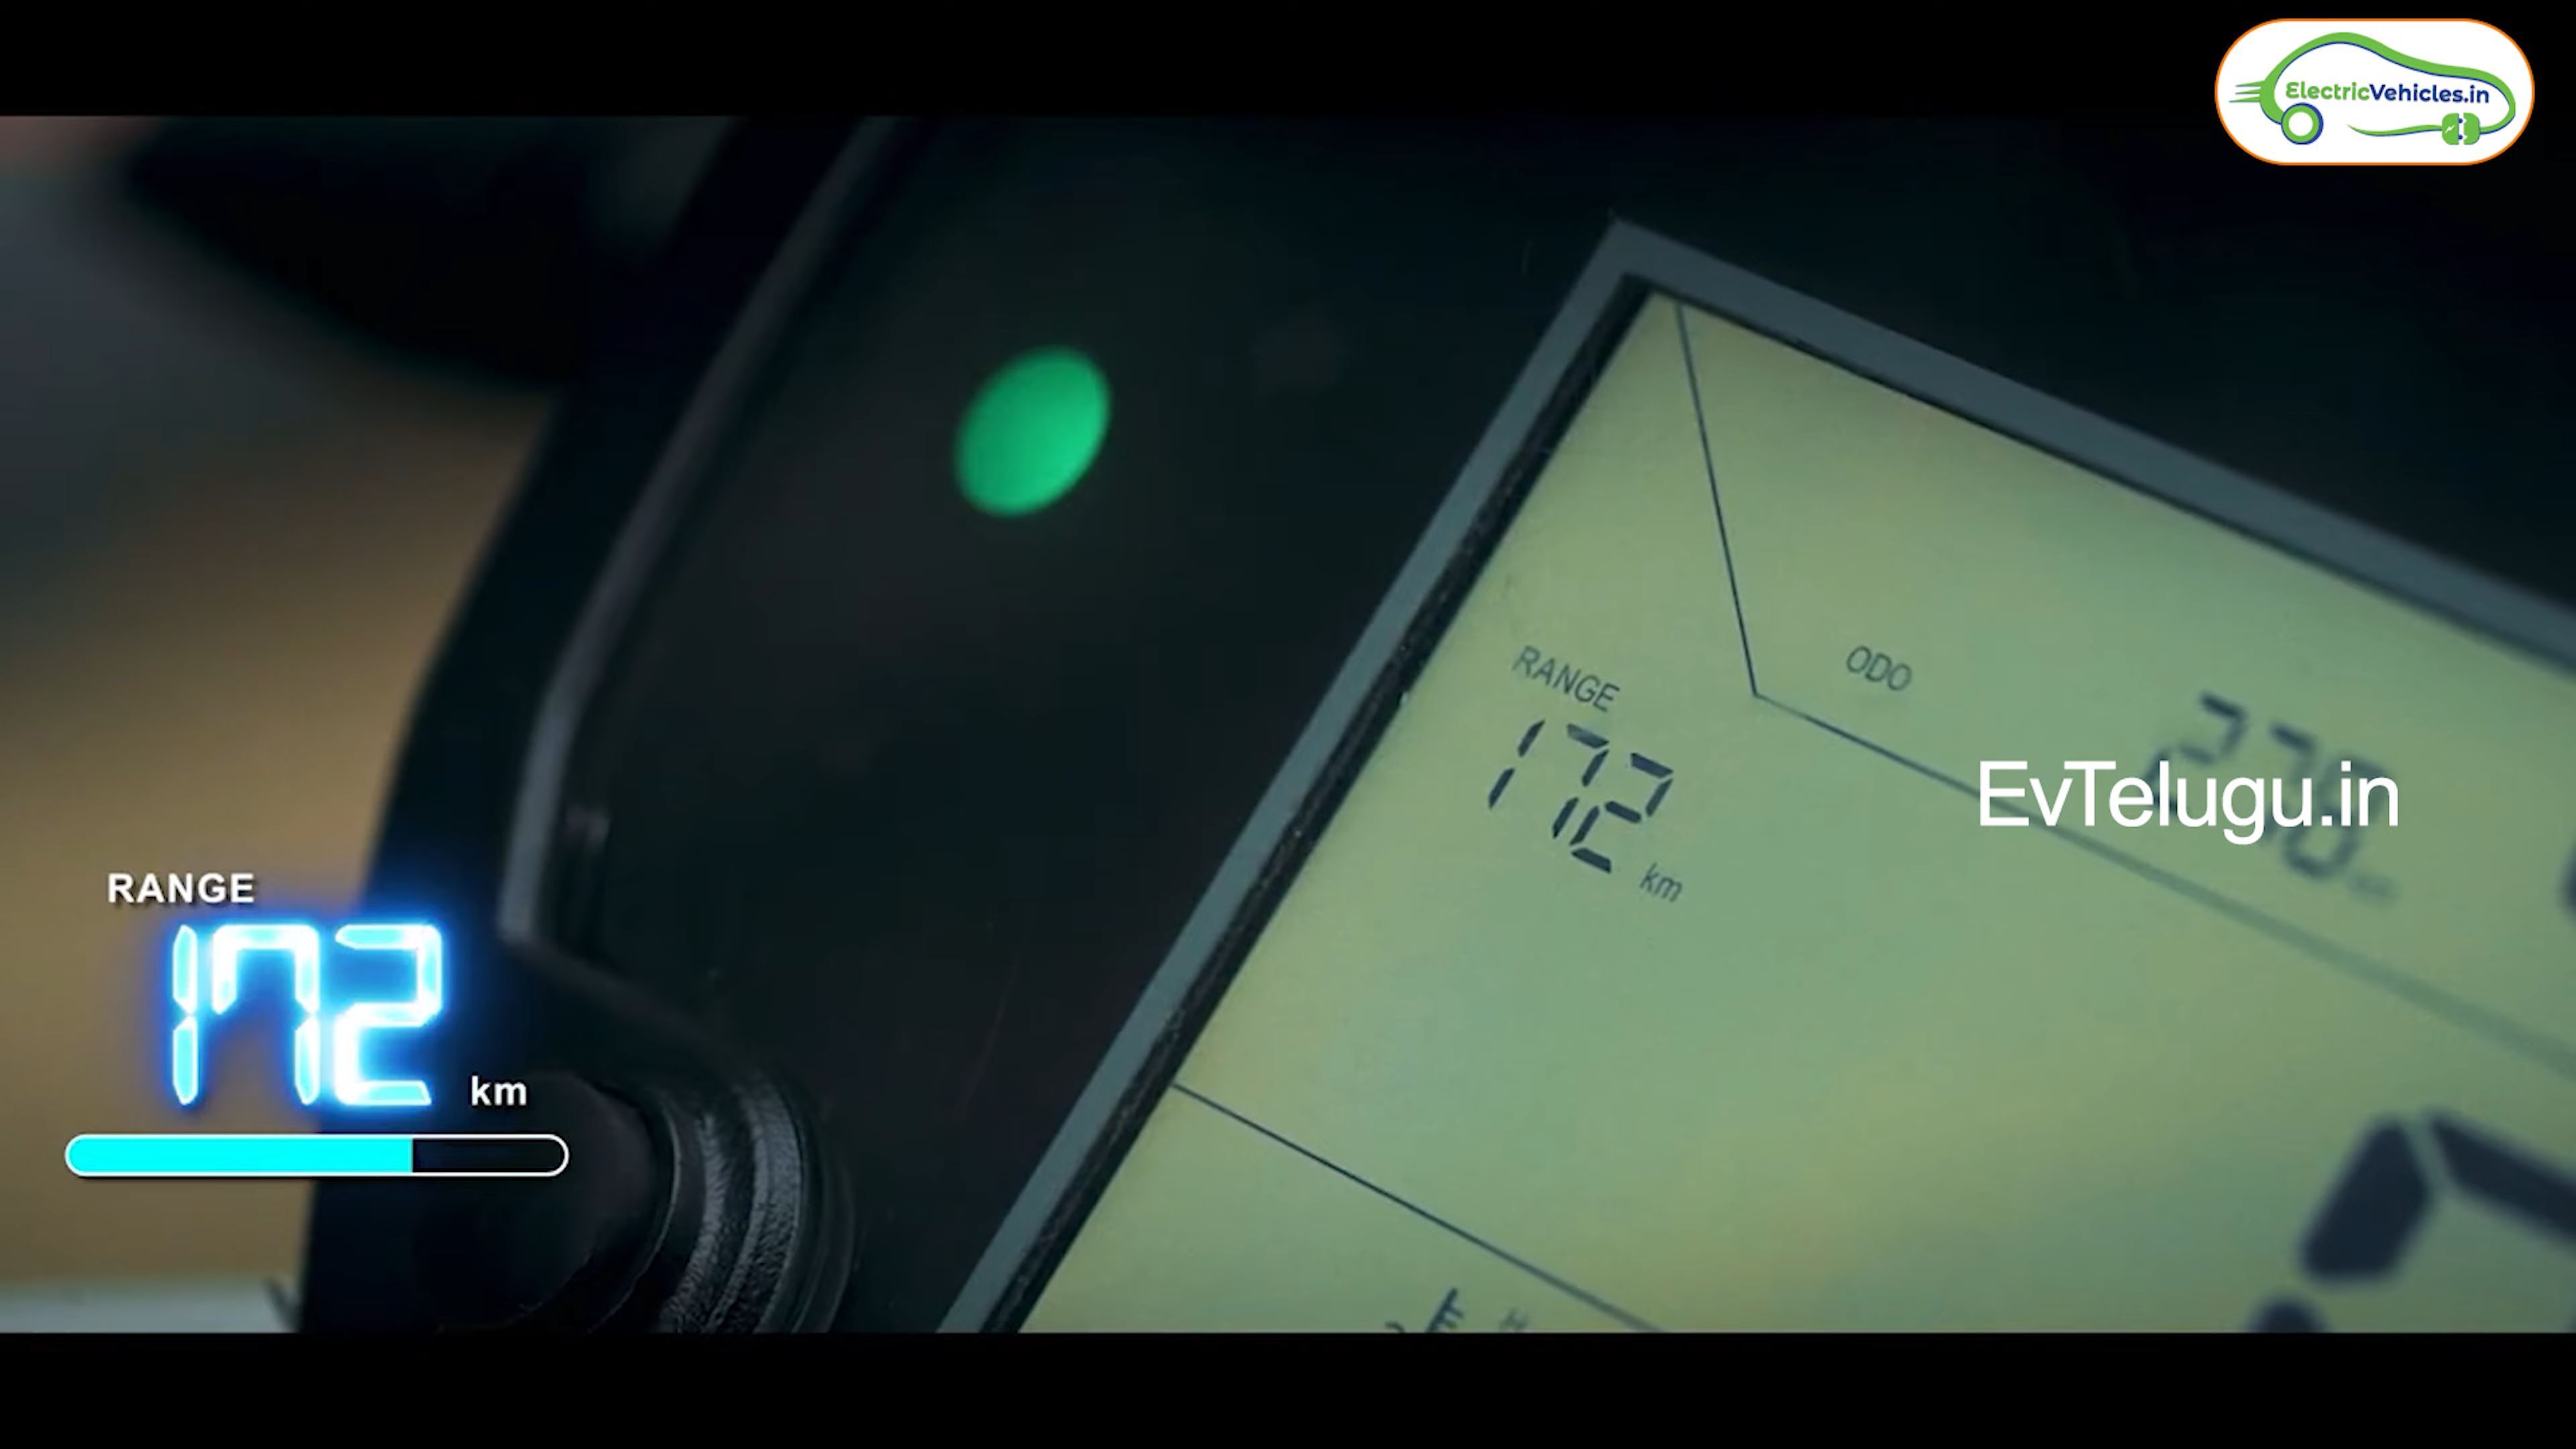 ElectricVehicles.in
RANGE
172
km
ODO
EvTelugu.in
RANGE
172
km